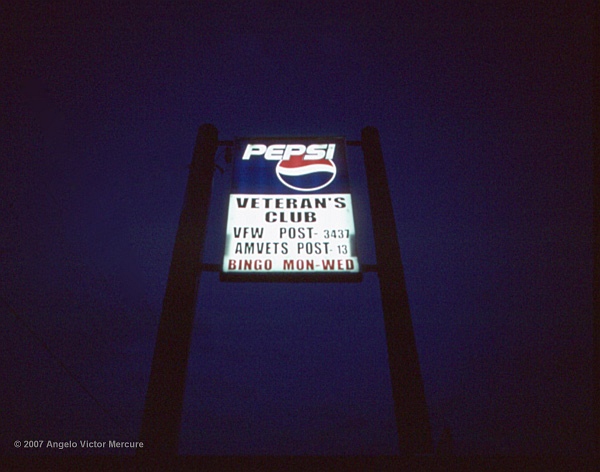 PEPSI
VETERAN'S
CLUB
VFW POST- 3437
AMVETS POST- 13
BINGO MON-WED
© 2007 Angelo Victor Mercure